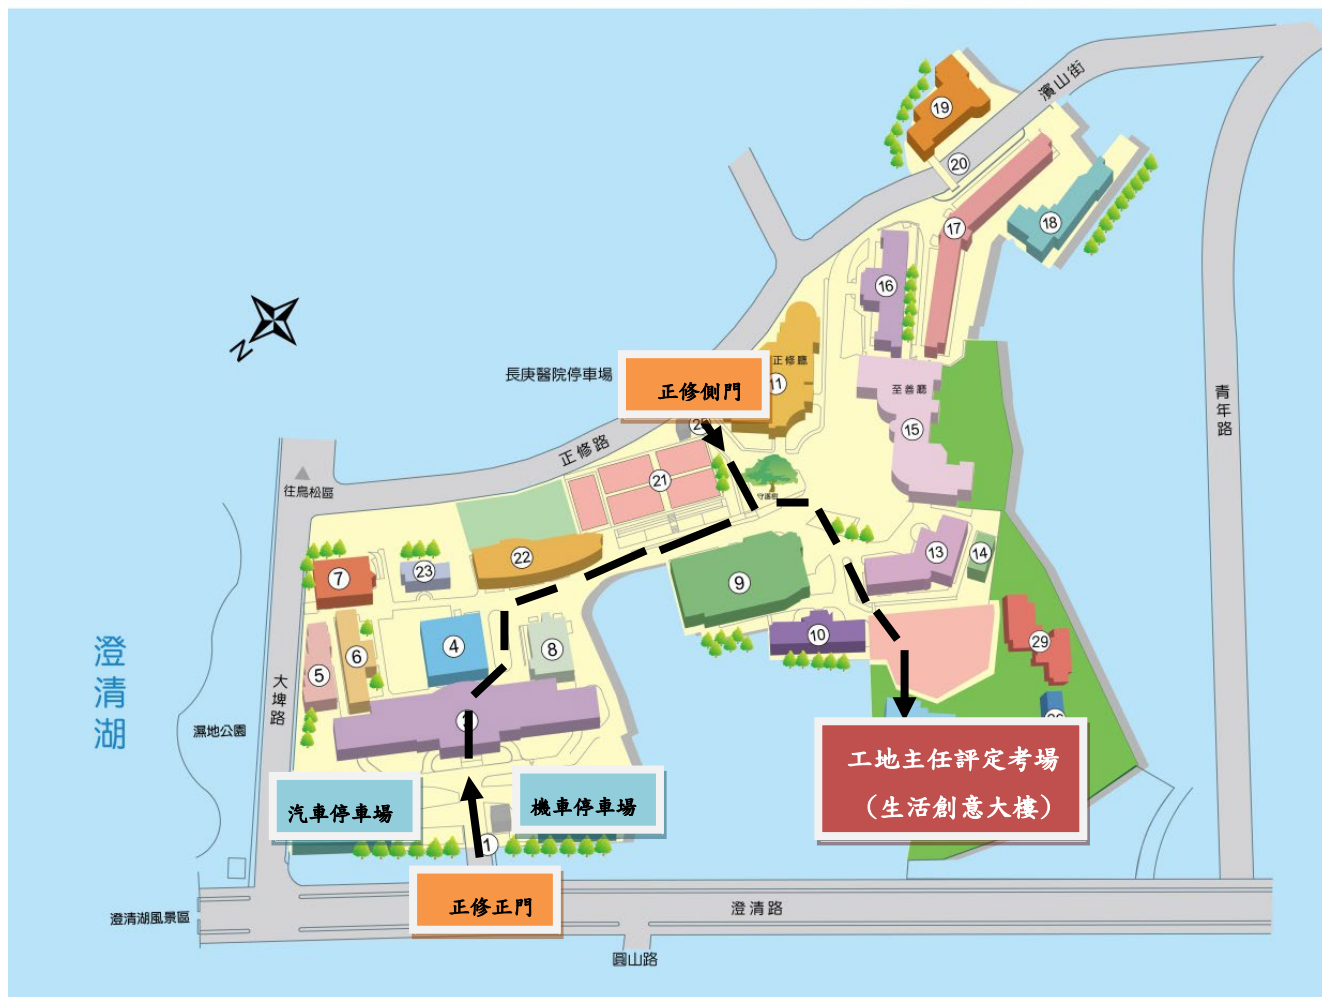 19
濱山街
20
18
17
16
正修廳
11
長庚醫院停車場
正修側門
至善廳
15
青年路
正修路
21
往鳥松區
守護樹
22
23
7
9
13
14
10
29
4
8
6
5
澄清湖
大埤路
濕地公園
3
汽車停車場
機車停車場
工地主任評定考場
（生活創意大樓）
1
正修正門
澄清路
澄清湖風景區
圓山路
N